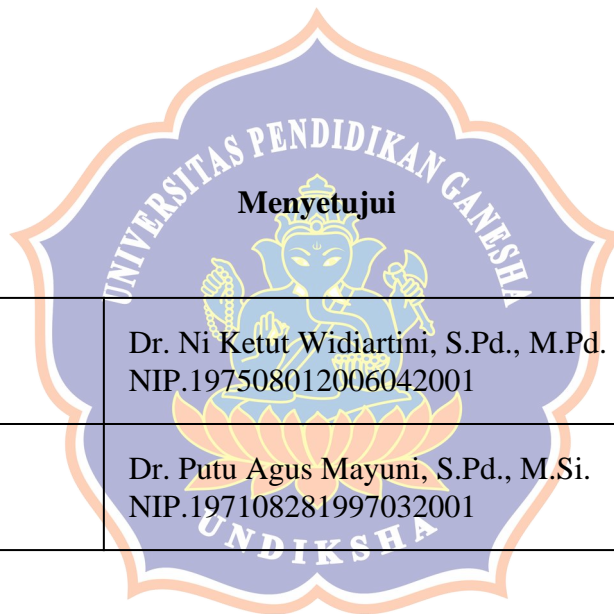 UNIVERSITAS PENDIDIKAN GANESHA
Menyetujui
Dr. Ni Ketut Widiartini, S.Pd., M.Pd.
NIP.197508012006042001
Dr. Putu Agus Mayuni, S.Pd., M.Si.
NIP.197108281997032001
UNDIKSHA